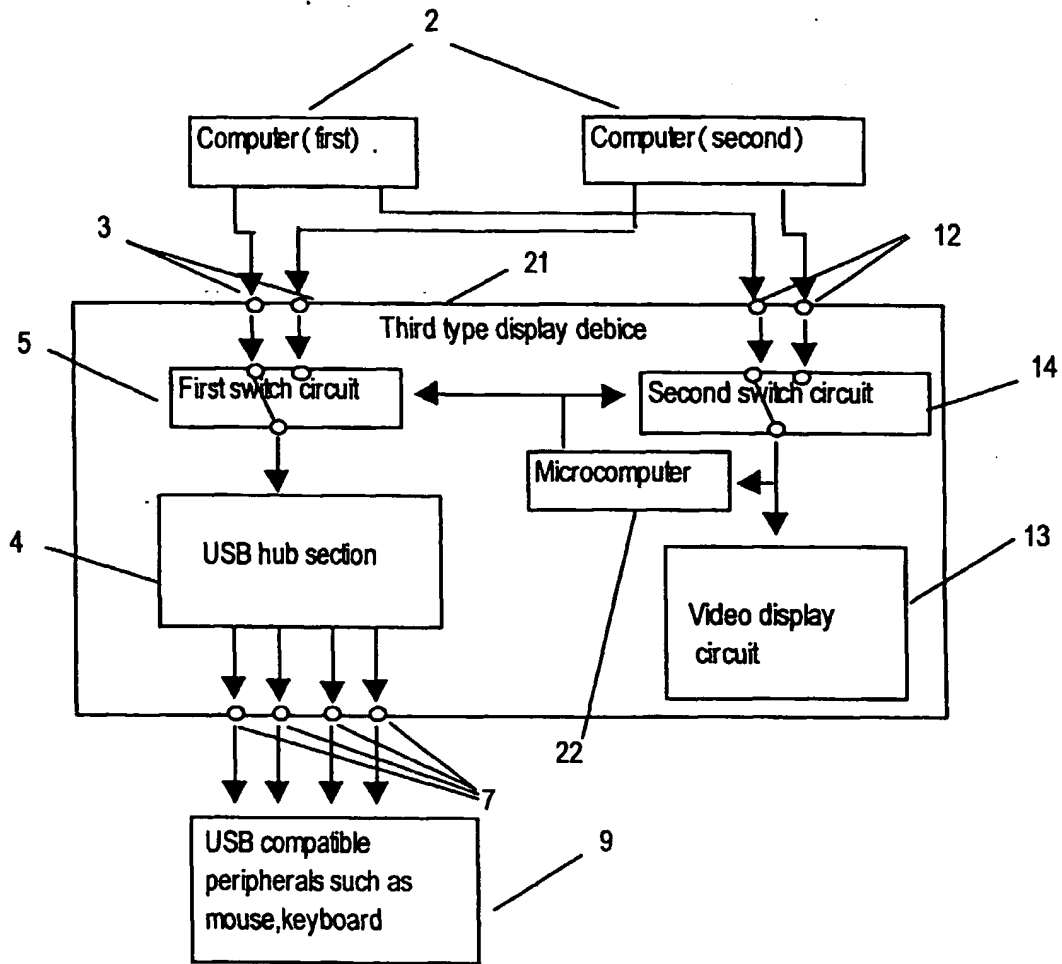 2
Computer(first)
Computer(second)
3
21
12
Third type display debice
5
First switch circuit
Second switch circuit
14
Microcomputer
4
USB hub section
13
Video display
circuit
22
7
USB compatible
peripherals such as
mouse,keyboard
9